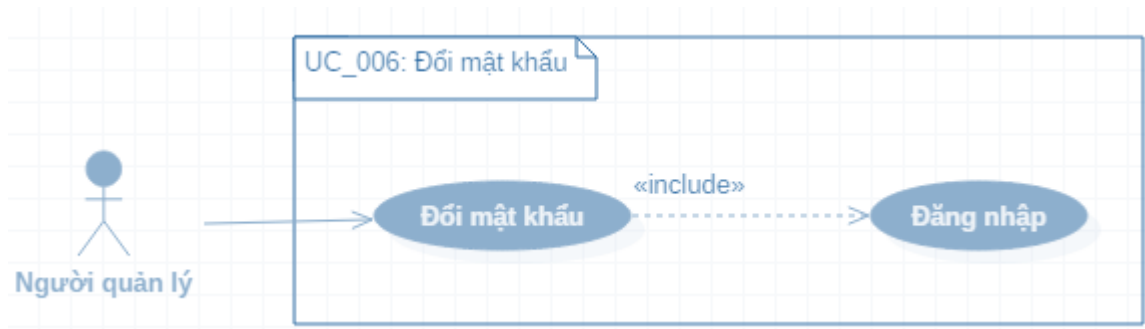 UC_006: Đổi mật khẩu
«include»
Đổi mật khẩu
Đăng nhập
Người quản lý